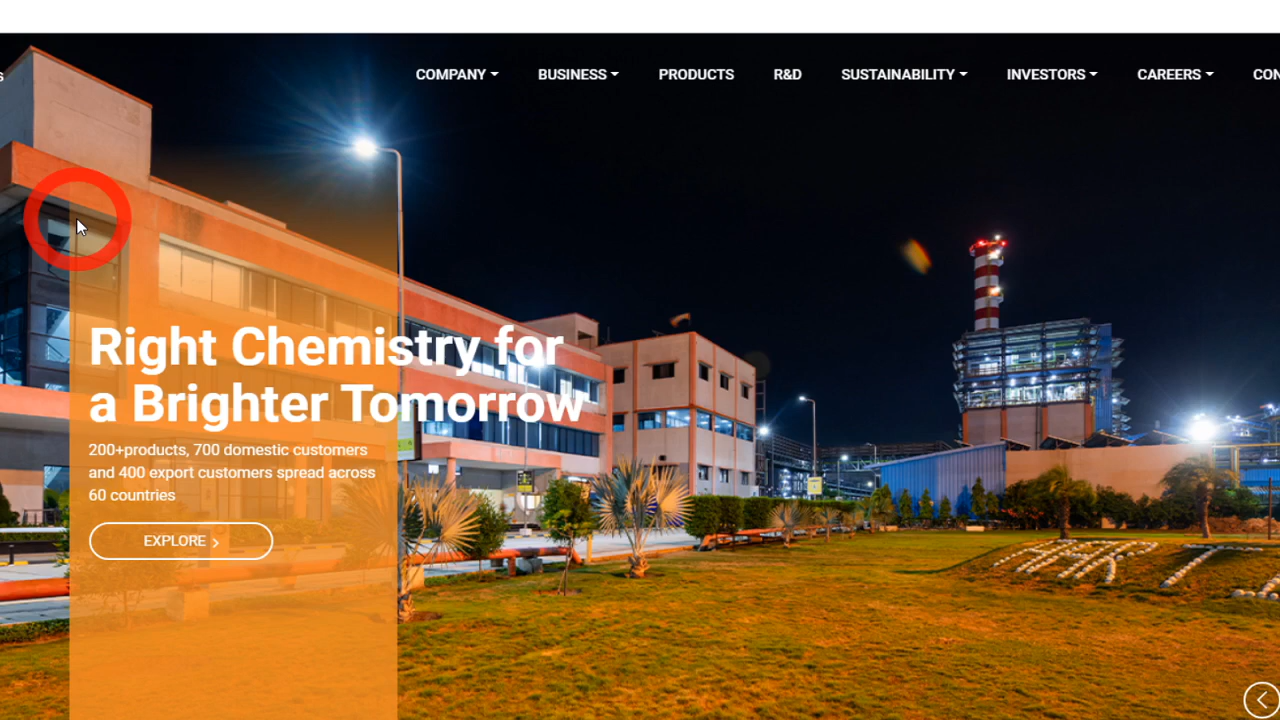 COMPANY
BUSINESS
PRODUCTS
R&D
SUSTAINABILITY
INVESTORS
CAREERS
Right Chemistry for
a Brighter Tomorrow
200+products, 700 domestic customers
and 400 export customers spread across
60 countries
EXPLORE